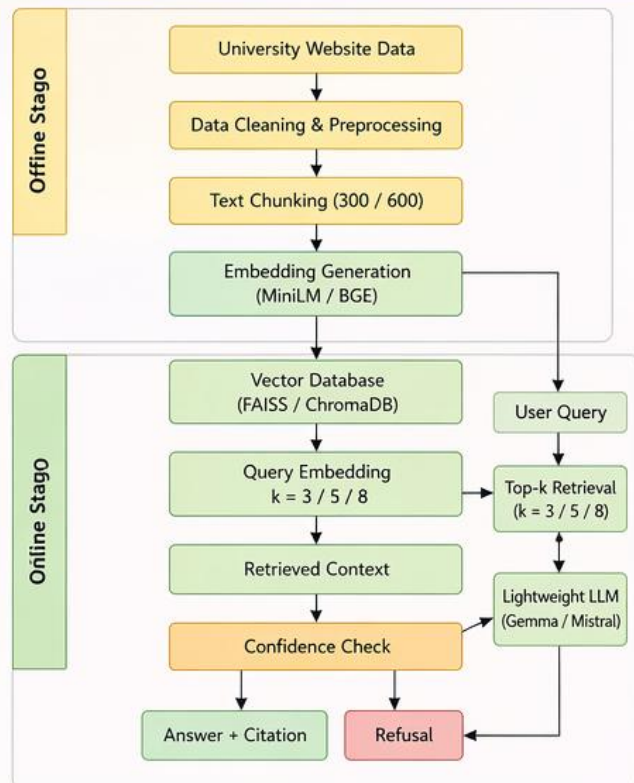 Offine Stago
University Website Data
Data Cleaning & Preprocessing
Text Chunking (300 / 600)
Embedding Generation
(MiniLM / BGE)
Online Stago
Vector Database
(FAISS / ChromaDB)
User Query
Query Embedding
k = 3 / 5 / 8
Top-k Retrieval
(k = 3 / 5 / 8)
Retrieved Context
Lightweight LLM
(Gemma / Mistral)
Confidence Check
Answer + Citation
Refusal